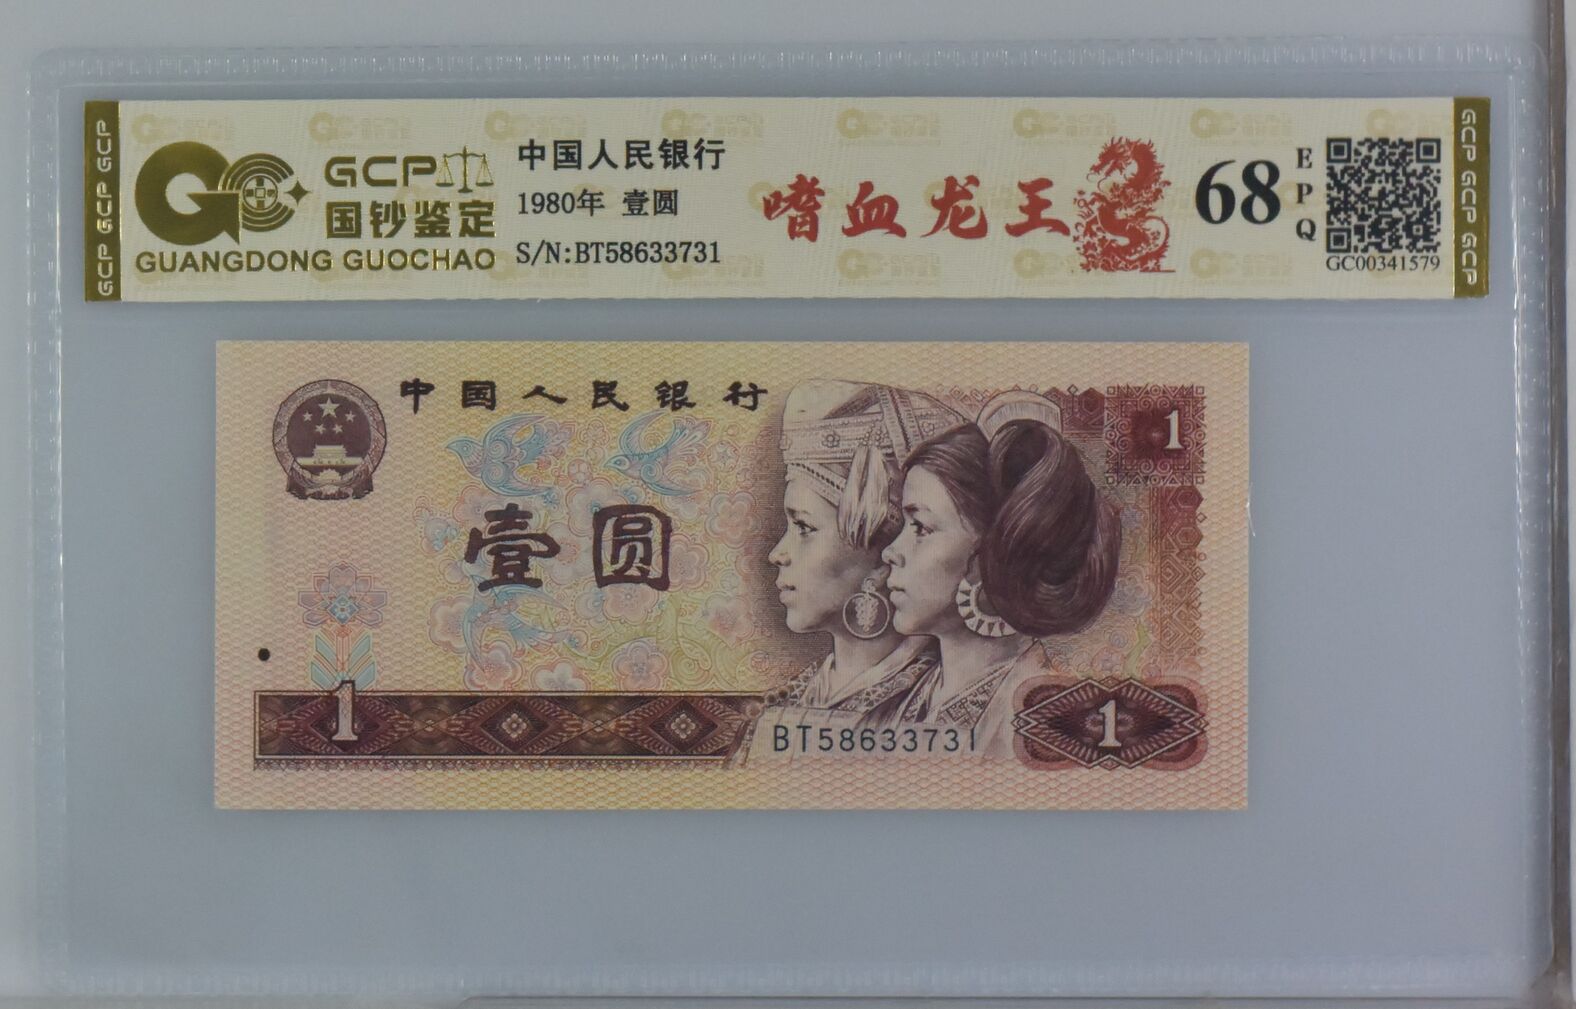 GCP GCP GCP
GCP
国钞鉴定
GUANGDONG GUOCHAO
中国人民银行
1980年 壹圆
S/N:BT58633731
嗜血龙王
68
EPQ
GC00341579
GCP GCP GCP
中国人民银行
1
壹圆
1
BT58633731
1